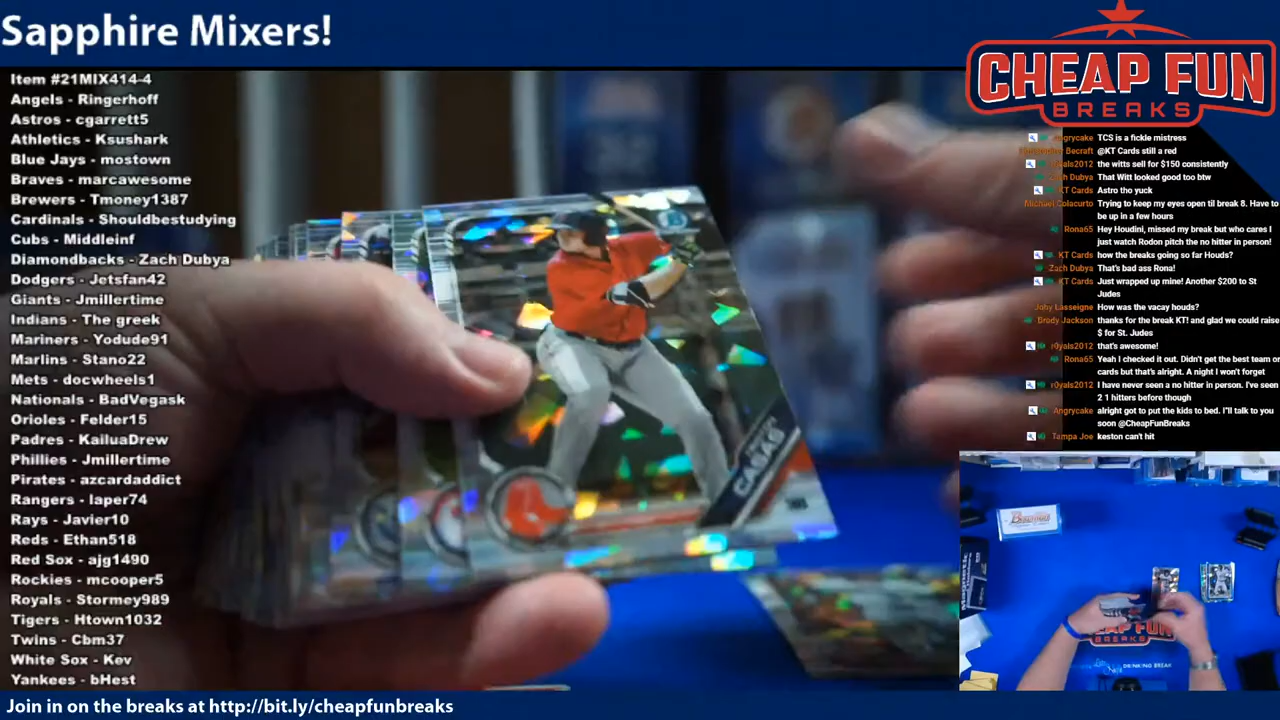 Sapphire Mixers!
Item #21MIX414-4
Angels - Ringerhoff
Astros - cgarrett5
Athletics - Ksushark
Blue Jays - mostown
Braves - marcawesome
Brewers - Tmoney1387
Cardinals - Shouldbestudying
Cubs - Middleinf
Diamondbacks - Zach Dubya
Dodgers - Jetsfan42
Giants - Jmillertime
Indians - The greek
Mariners - Yodude91
Marlins - Stano22
Mets - docwheels1
Nationals - BadVegask
Orioles - Felder15
Padres - KailuaDrew
Phillies - Jmillertime
Pirates - azcardaddict
Rangers - laper74
Rays - Javier10
Reds - Ethan518
Red Sox - ajg1490
Rockies - mcooper5
Royals - Stormey989
Tigers - Htown1032
Twins - Cbm37
White Sox - Kev
Yankees - bHest
Join in on the breaks at http://bit.ly/cheapfunbreaks
CASAS
CHEAP FUN
BREAKS
Angrycake TCS is a fickle mistress
Becraft @KT Cards still a red
r0yals2012 the witts sell for $150 consistently
Zach Dubya That Witt looked good too btw
KT Cards Astro tho yuck
Michael Colacurto Trying to keep my eyes open til break 8. Have to
be up in a few hours
Rona65 Hey Houdini, missed my break but who cares I
just watch Rodon pitch the no hitter in person!
KT Cards how the breaks going so far Houds?
Zach Dubya That's bad ass Rona!
KT Cards Just wrapped up mine! Another $200 to St
Judes
Joby Lasseigne How was the vacay houds?
Brody Jackson thanks for the break KT! and glad we could raise
$ for St. Judes
r0yals2012 that's awesome!
Rona65 Yeah I checked it out. Didn't get the best team or
cards but that's alright. A night I won't forget
r0yals2012 I have never seen a no hitter in person. I've seen
2 1 hitters before though
Angrycake alright got to put the kids to bed. I"ll talk to you
soon @CheapFunBreaks
Tampa Joe keston can't hit
Bowman
CHEAP FUN
BREAKS
DRINKING BREAK